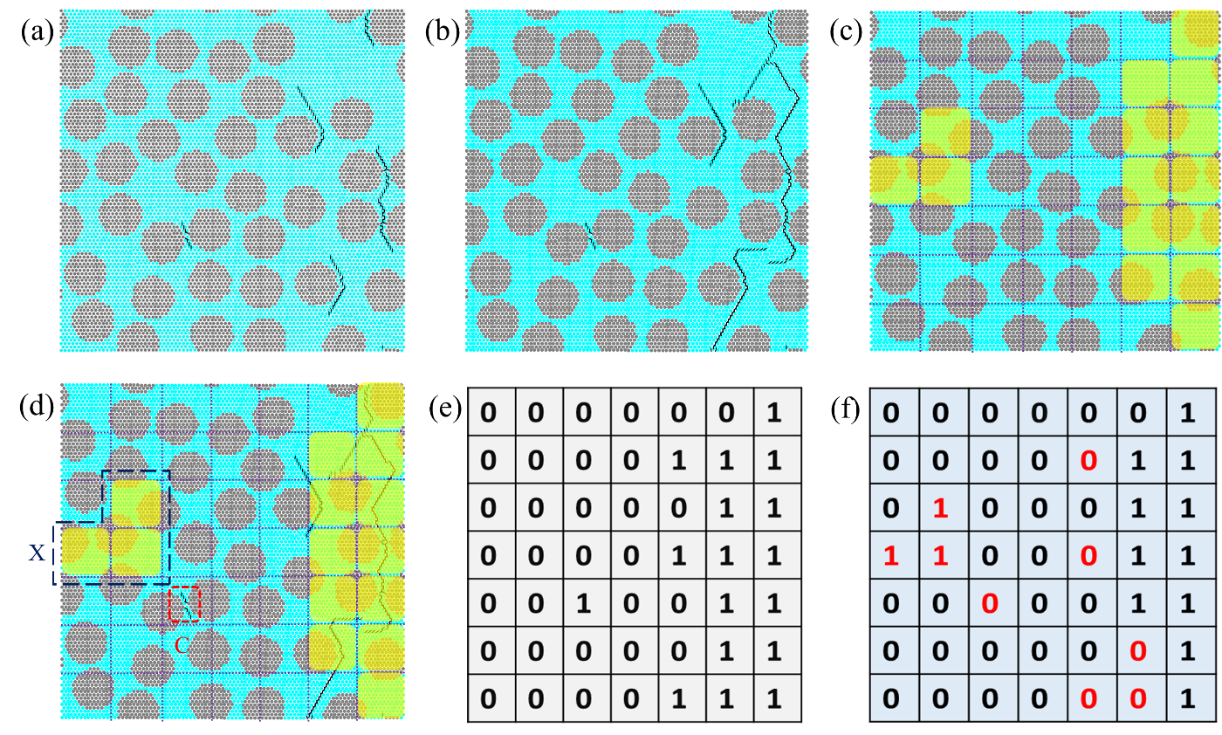 (a)
(b)
(c)
(d)
X
C
(e)
0 0 0 0 0 0 1
0 0 0 0 1 1 1
0 0 0 0 0 1 1
0 0 0 0 1 1 1
0 0 1 0 0 1 1
0 0 0 0 0 1 1
0 0 0 0 1 1 1
(f)
0 0 0 0 0 0 1
0 0 0 0 0 1 1
0 1 0 0 0 1 1
1 1 0 0 0 1 1
0 0 0 0 0 1 1
0 0 0 0 0 0 1
0 0 0 0 0 0 1